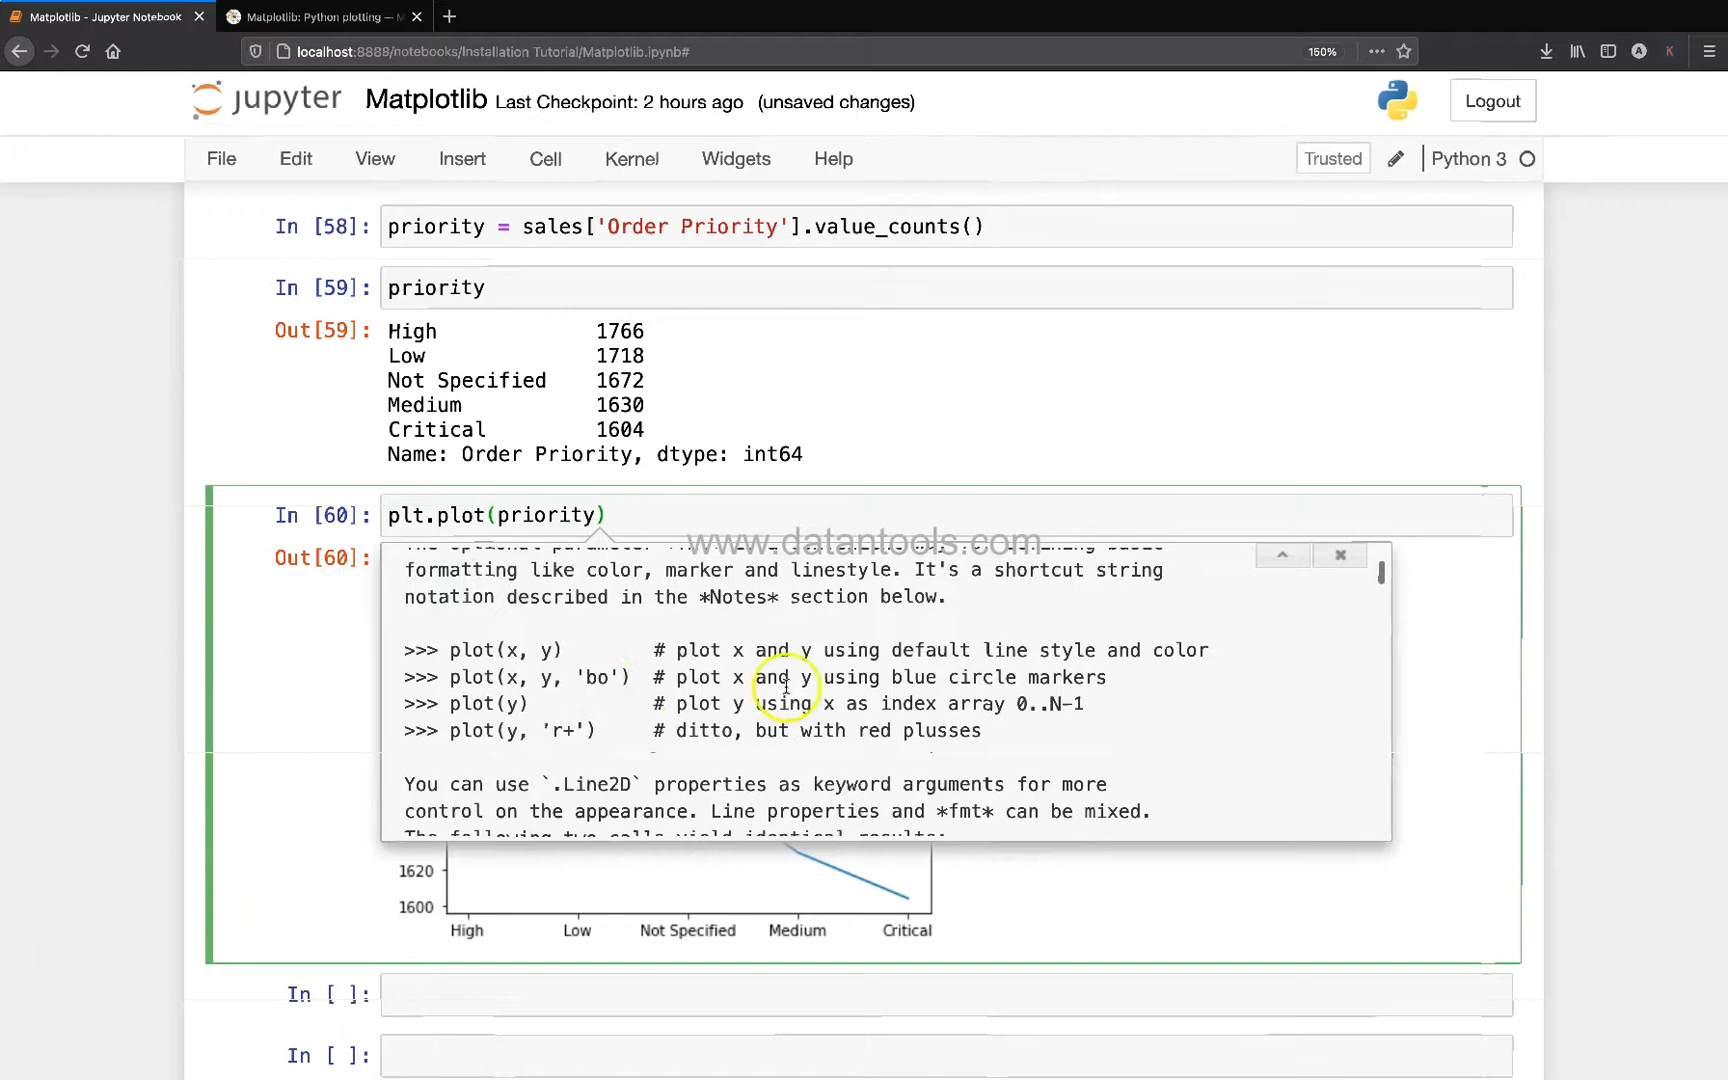 Matplotlib - Jupyter Notebook
Matplotlib: Python plotting — M
localhost:8888/notebooks/Installation Tutorial/Matplotlib.ipynb#
150%
jupyter Matplotlib Last Checkpoint: 2 hours ago (unsaved changes)
Logout
File Edit View Insert Cell Kernel Widgets Help
Trusted
Python 3
In [58]: priority = sales['Order Priority'].value_counts()
In [59]: priority
Out[59]: High 1766
Low 1718
Not Specified 1672
Medium 1630
Critical 1604
Name: Order Priority, dtype: int64
In [60]: plt.plot(priority)
www.datantools.com
Out[60]:
formatting like color, marker and linestyle. It's a shortcut string
notation described in the *Notes* section below.
>>> plot(x, y) # plot x and y using default line style and color
>>> plot(x, y, 'bo') # plot x and y using blue circle markers
>>> plot(y) # plot y using x as index array 0..N-1
>>> plot(y, 'r+') # ditto, but with red plusses
You can use `.Line2D` properties as keyword arguments for more
control on the appearance. Line properties and *fmt* can be mixed.
The following two calls yield identical results:
1620
1600
High Low Not Specified Medium Critical
In [ ]:
In [ ]: